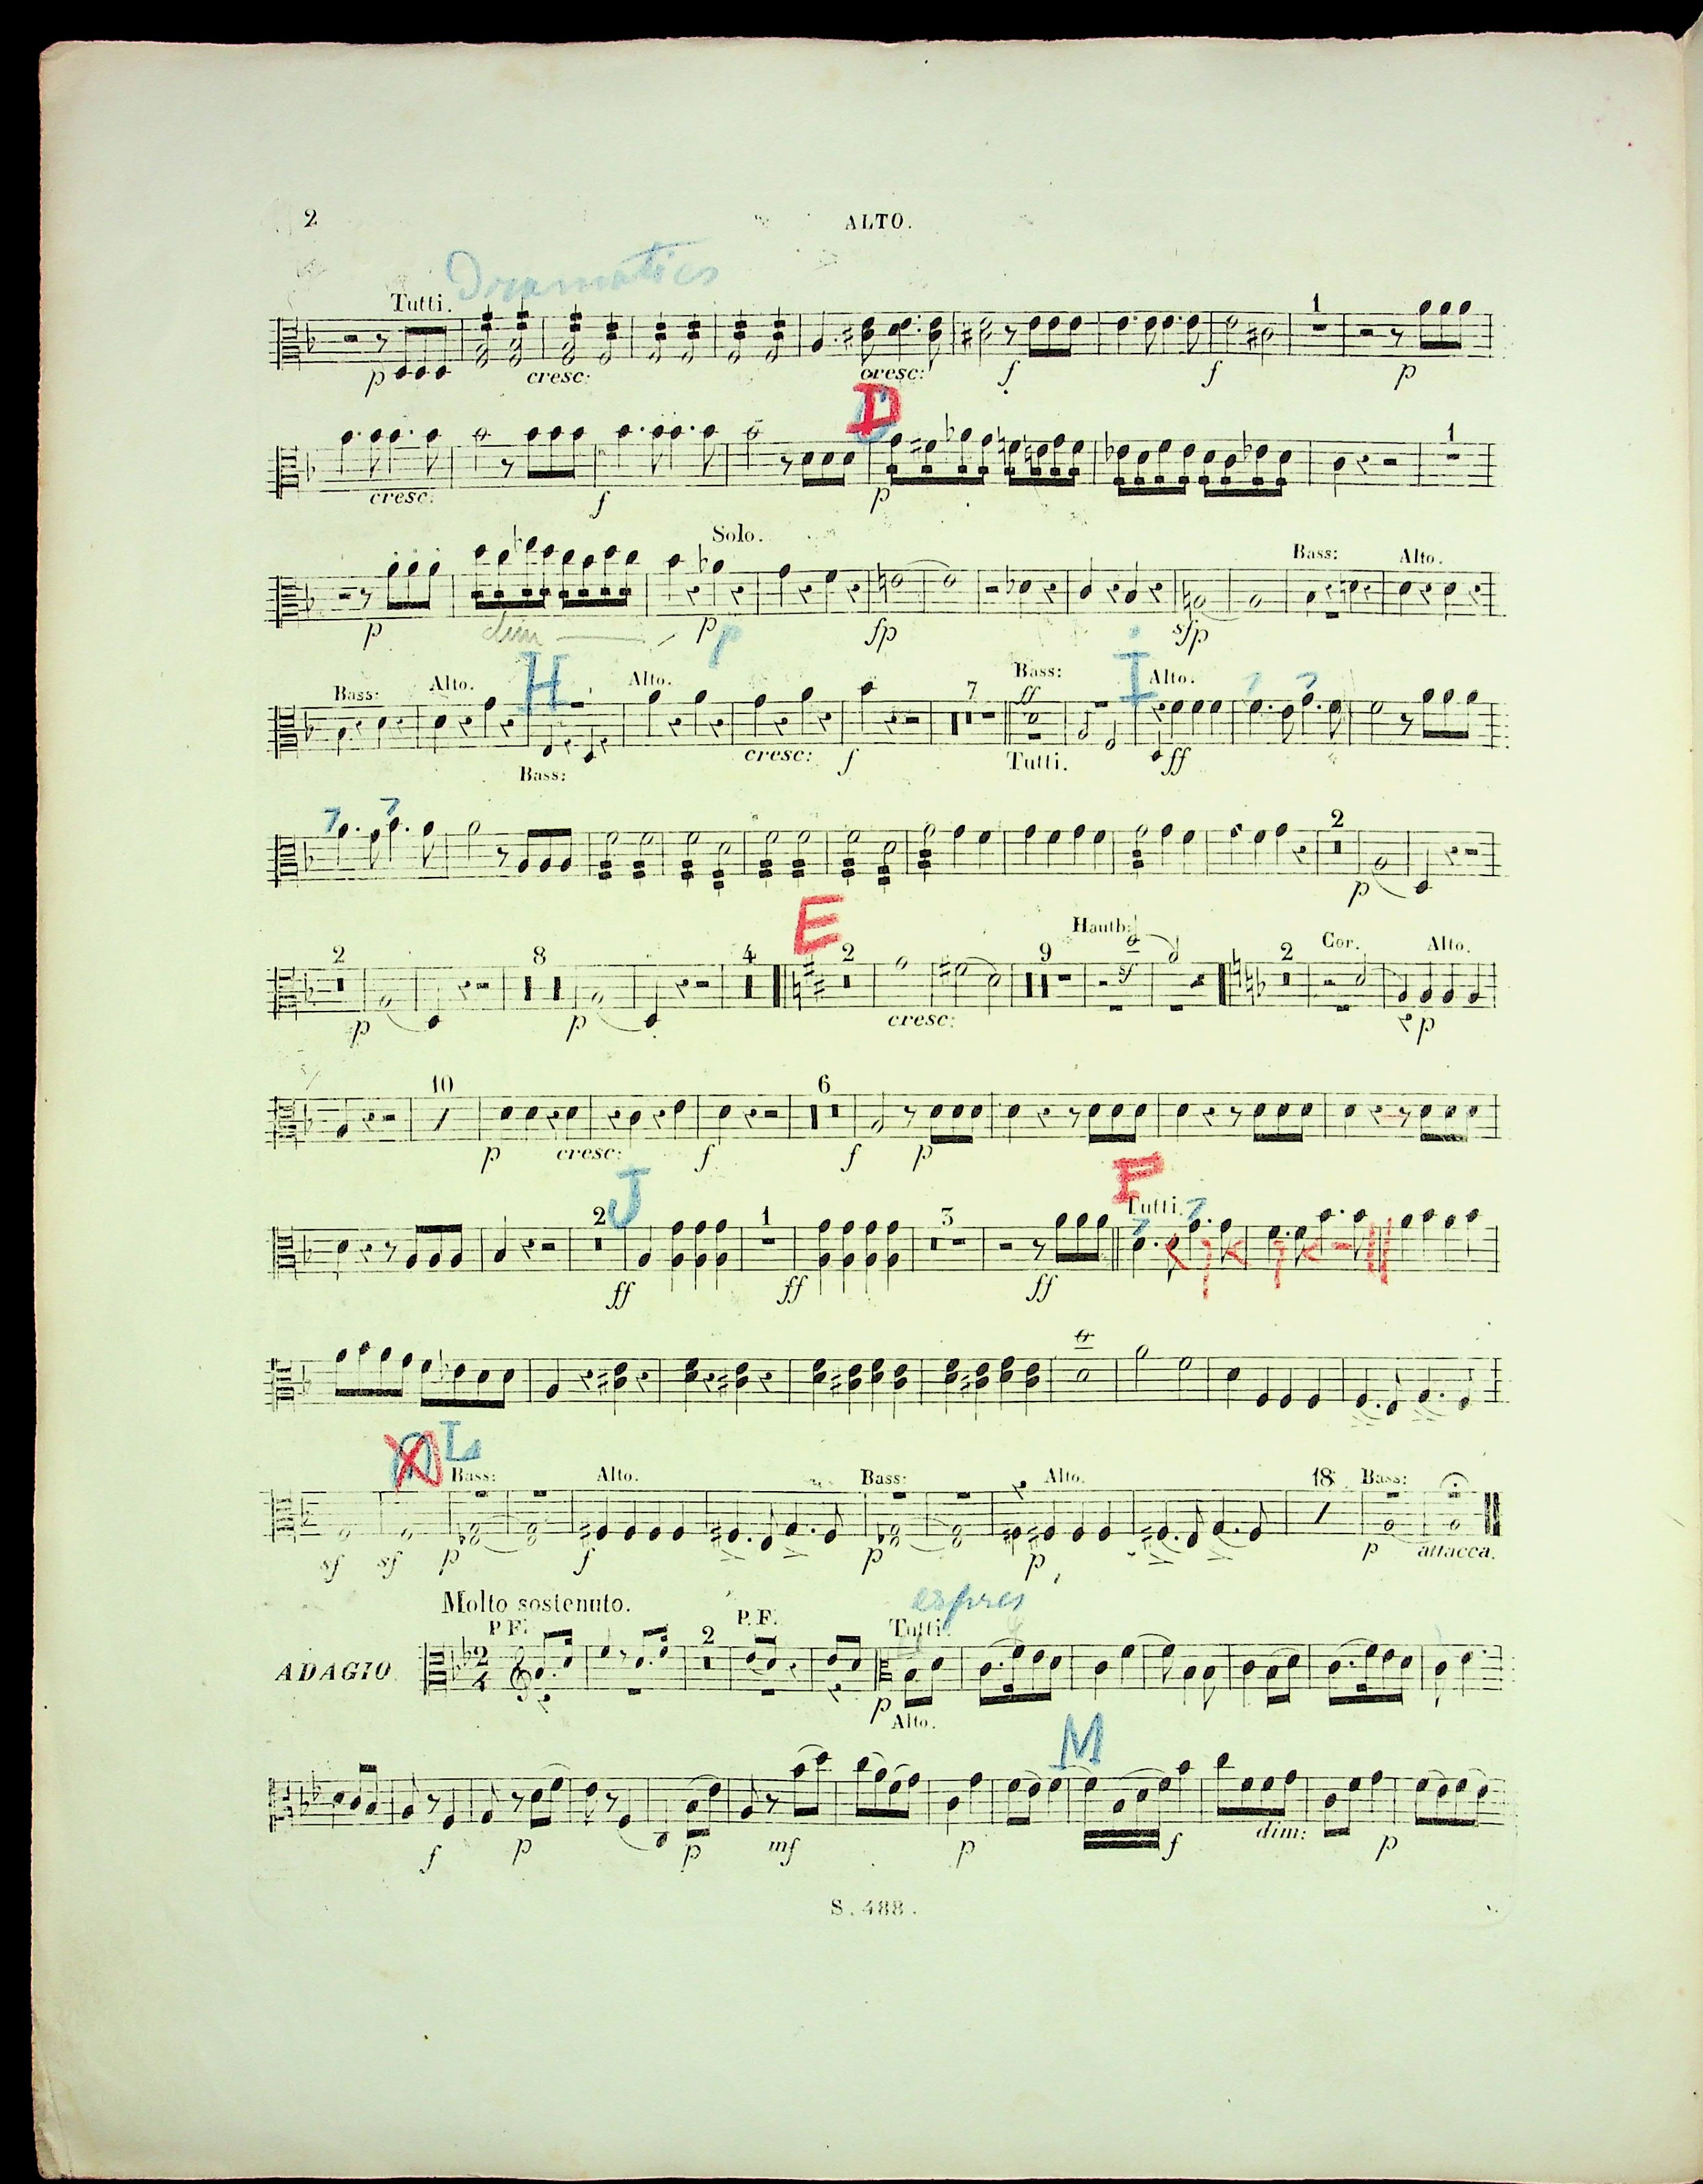 2
ALTO.
Dramatico
Tutti.
1
p
cresc:
cresc:
f
f
p
D
1
cresc:
f
p
Solo.
Bass:
Alto.
p
dim
p
p
fp
sfp
Bass:
Alto.
H
Alto.
7
Bass:
ff
I
Alto.
Bass:
cresc:
f
Tutti.
ff
2
p
E
2
8
4
2
9
Hautb:
sf
2
Cor.
Alto.
p
p
cresc:
p
10
6
p
cresc:
f
f
p
J
F
2
1
3
Tutti.
ff
ff
ff
L
Bass:
Alto.
Bass:
Alto.
18
Bass:
sf
sf
p
f
p
p
p
attacca.
Molto sostenuto.
espres
P.F.
2
P.F.
Tutti.
ADAGIO
2
4
p
Alto.
M
f
p
p
mf
p
f
dim:
p
S. 488.